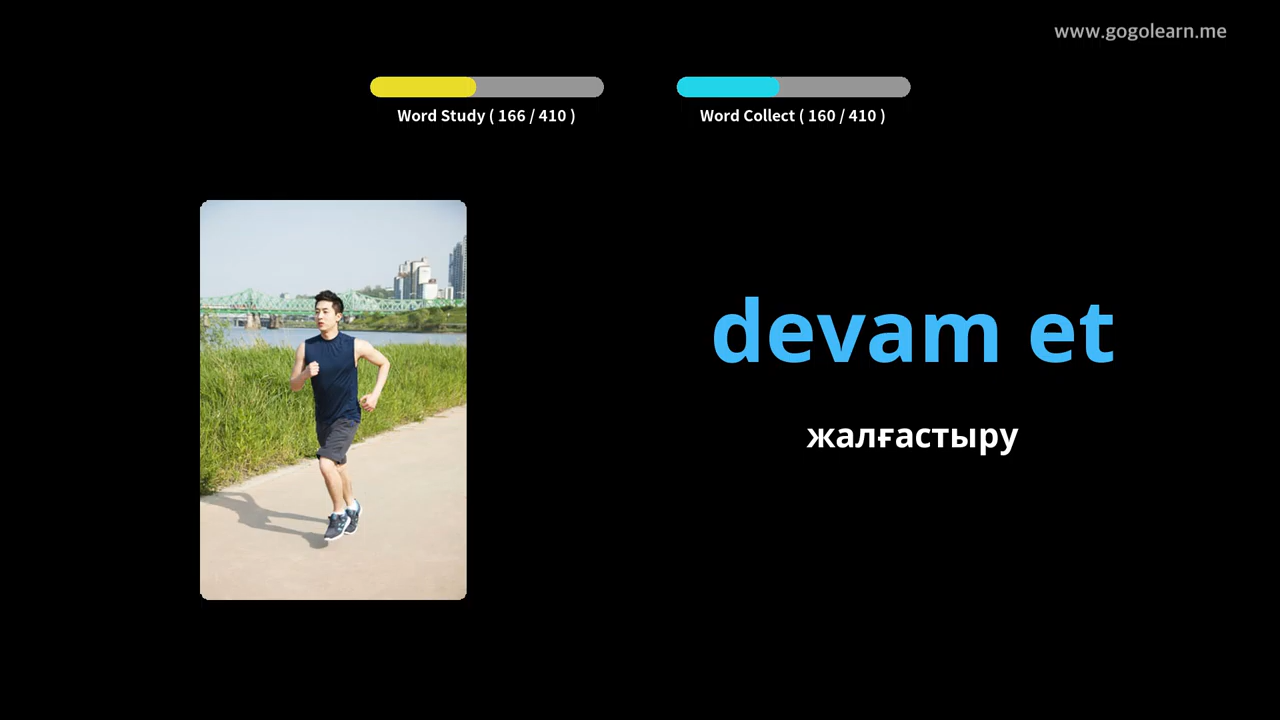 www.gogolearn.me
Word Study ( 166 / 410 )
Word Collect ( 160 / 410 )
devam et
жалғастыру